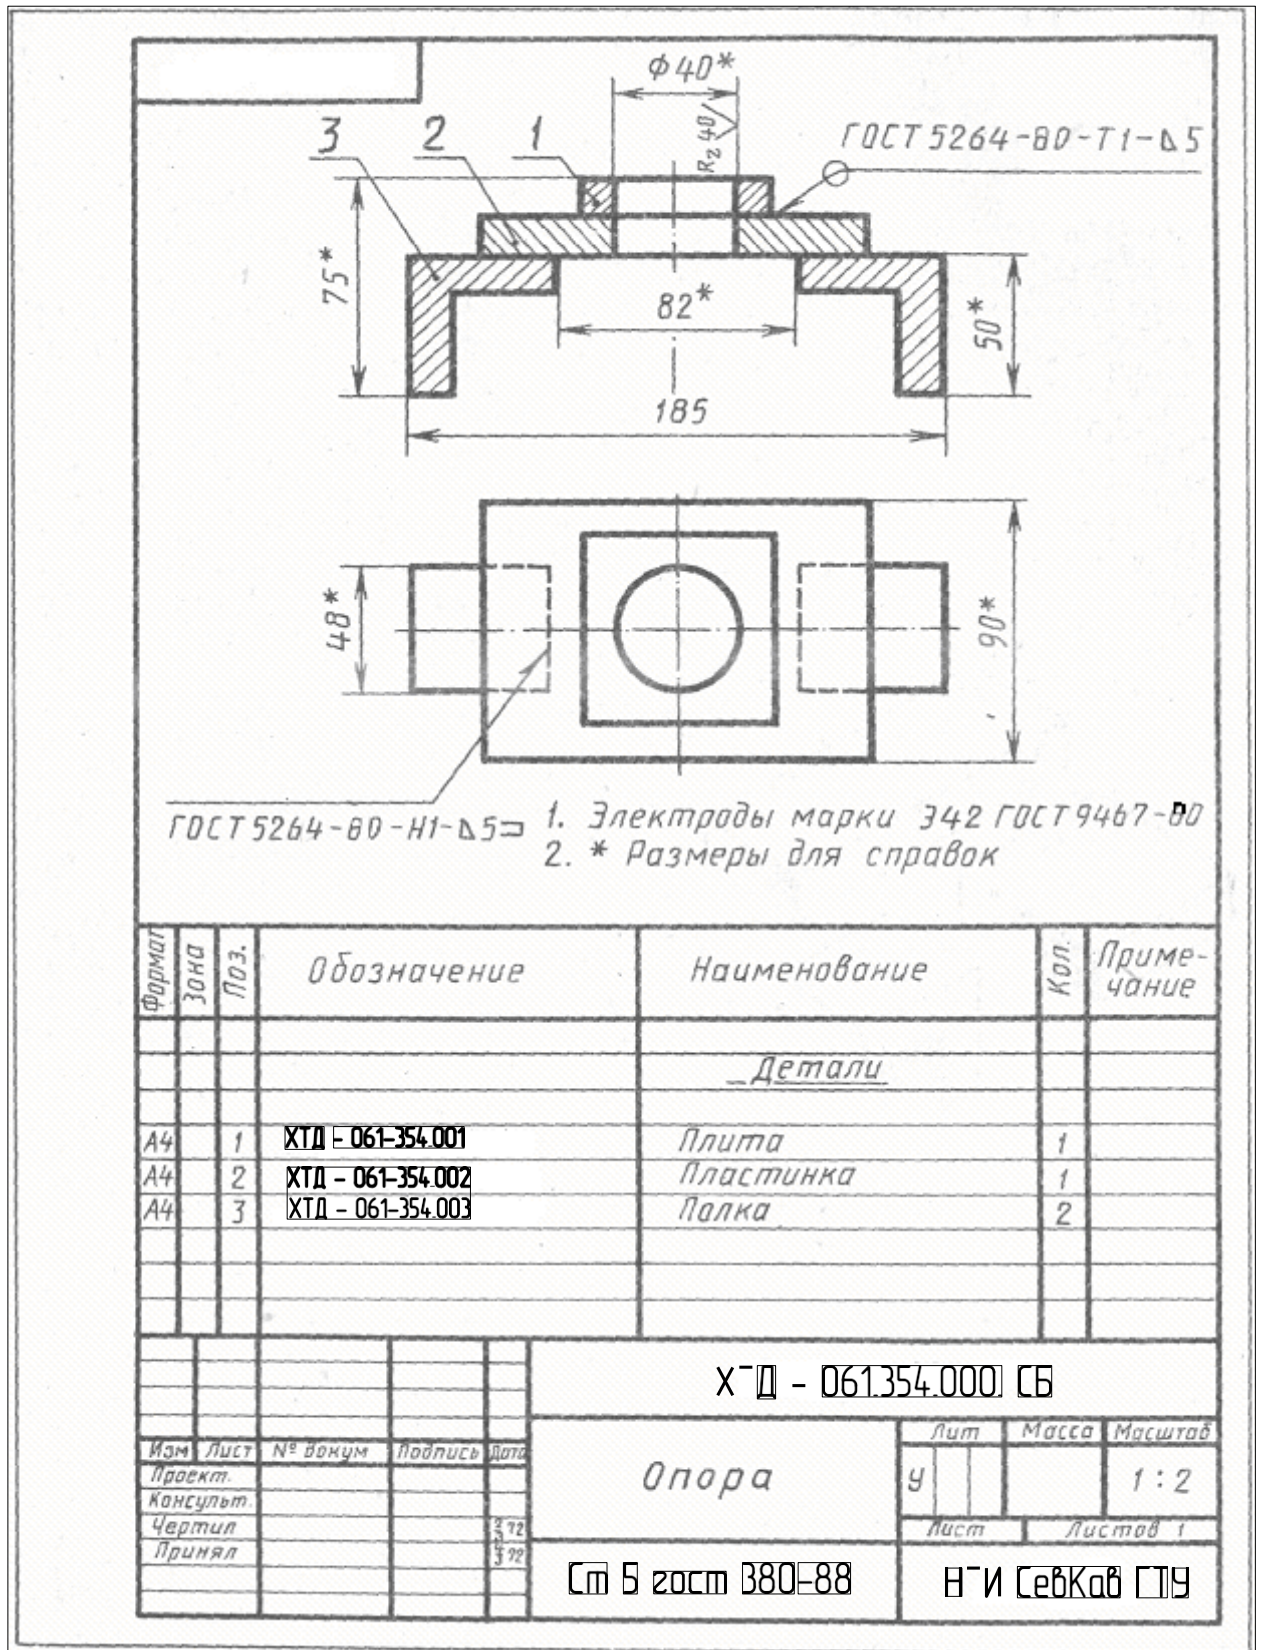 Ф40*
Rz 40
ГОСТ 5264-80-Т1-⊿5
3 2 1
75*
82*
50*
185
48*
90*
ГОСТ 5264-80-Н1-⊿5⊐
1. Электроды марки Э42 ГОСТ 9467-80
2. * Размеры для справок
Формат Зона Поз. Обозначение Наименование Кол. Приме-
чание
Детали
А4 1 ХТД - 061-354.001 Плита 1
А4 2 ХТД - 061-354.002 Пластинка 1
А4 3 ХТД - 061-354.003 Полка 2
Х¯Д - 061.354.000 СБ
Изм Лист № докум Подпись Дата
Проект.
Консульт.
Чертил
Принял
Опора
Лит Масса Масштаб
У 1:2
Лист Листов 1
Ст 5 гост 380-88
Н¯И СевКав ГТУ